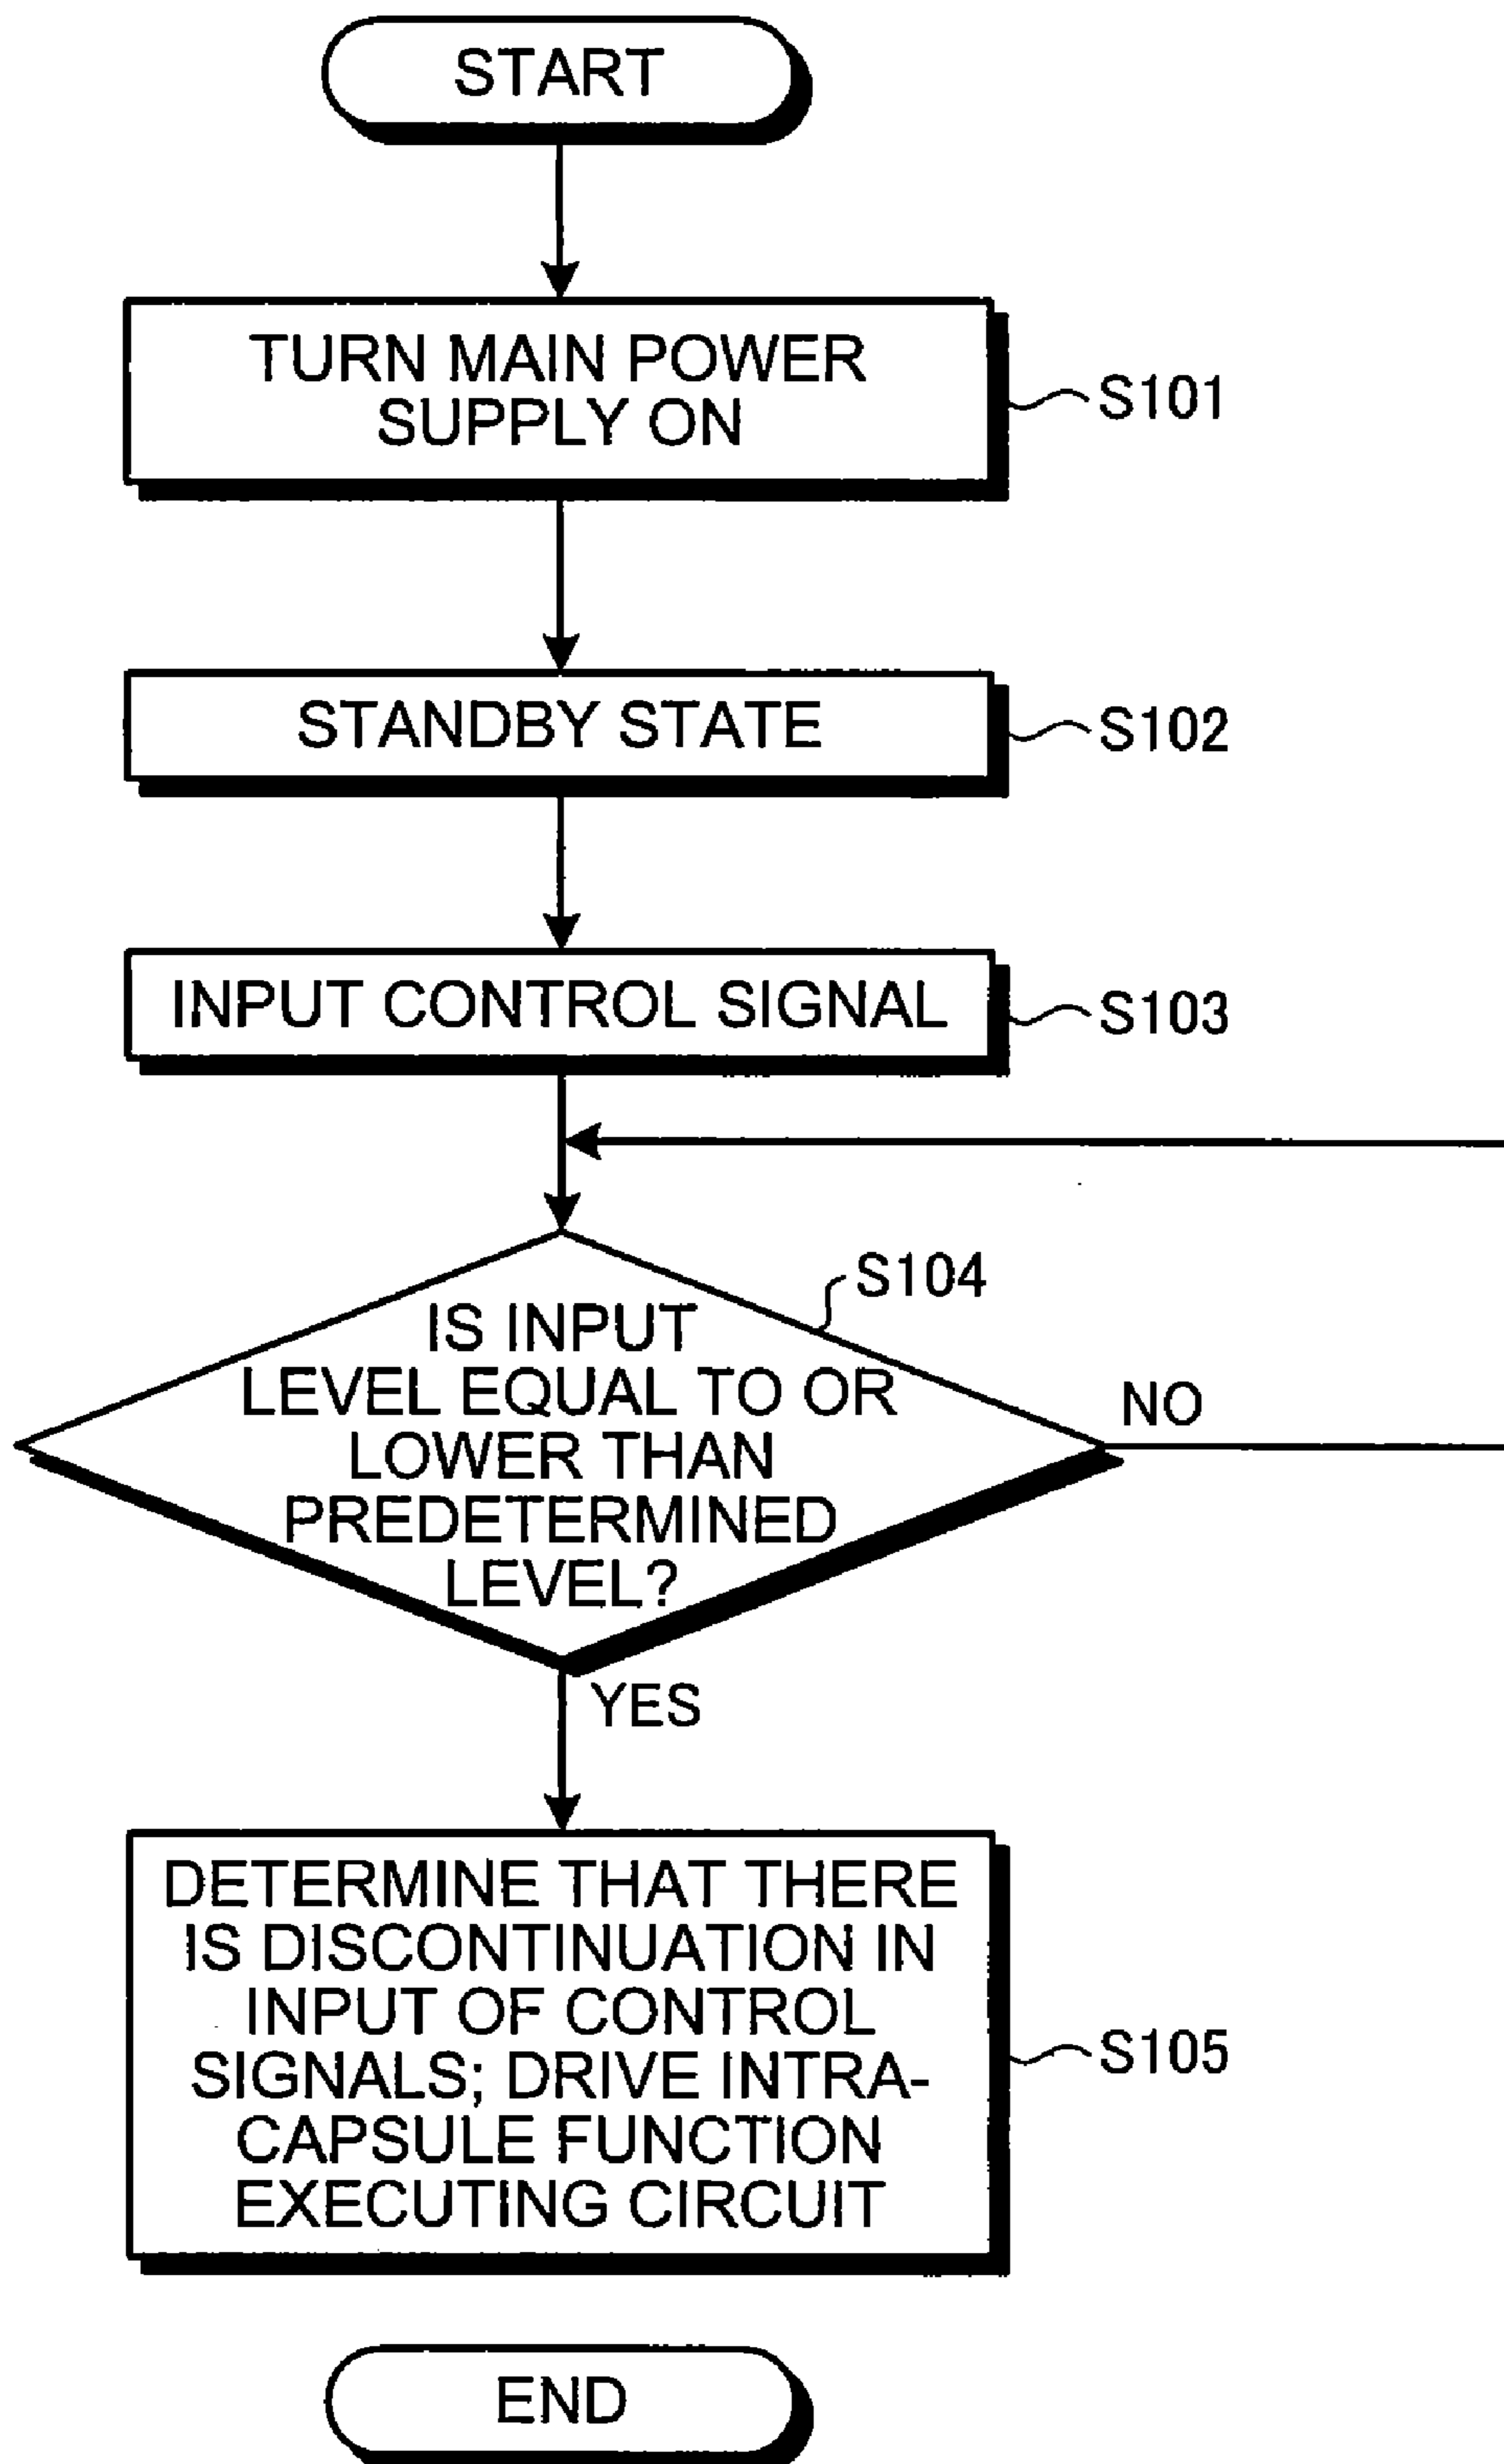 START
TURN MAIN POWER
SUPPLY ON
S101
STANDBY STATE
S102
INPUT CONTROL SIGNAL
S103
S104
IS INPUT
LEVEL EQUAL TO OR
LOWER THAN
PREDETERMINED
LEVEL?
NO
YES
DETERMINE THAT THERE
IS DISCONTINUATION IN
INPUT OF CONTROL
SIGNALS; DRIVE INTRA-
CAPSULE FUNCTION
EXECUTING CIRCUIT
S105
END